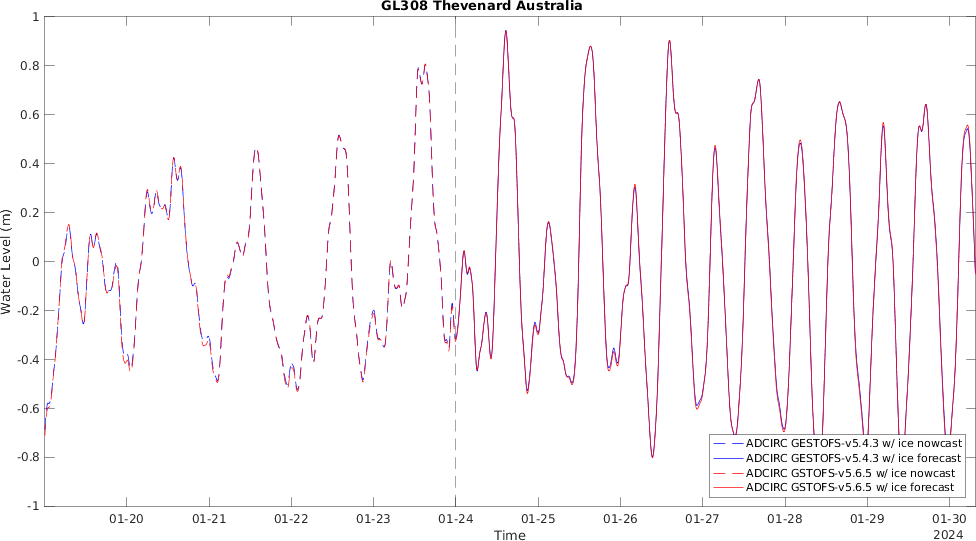 GL308 Thevenard Australia
1
0.8
0.6
0.4
0.2
0
-0.2
-0.4
-0.6
-0.8
-1
Water Level (m)
01-20 01-21 01-22 01-23 01-24 01-25 01-26 01-27 01-28 01-29 01-30
Time
2024
ADCIRC GESTOFS-v5.4.3 w/ ice nowcast
ADCIRC GESTOFS-v5.4.3 w/ ice forecast
ADCIRC GSTOFS-v5.6.5 w/ ice nowcast
ADCIRC GSTOFS-v5.6.5 w/ ice forecast